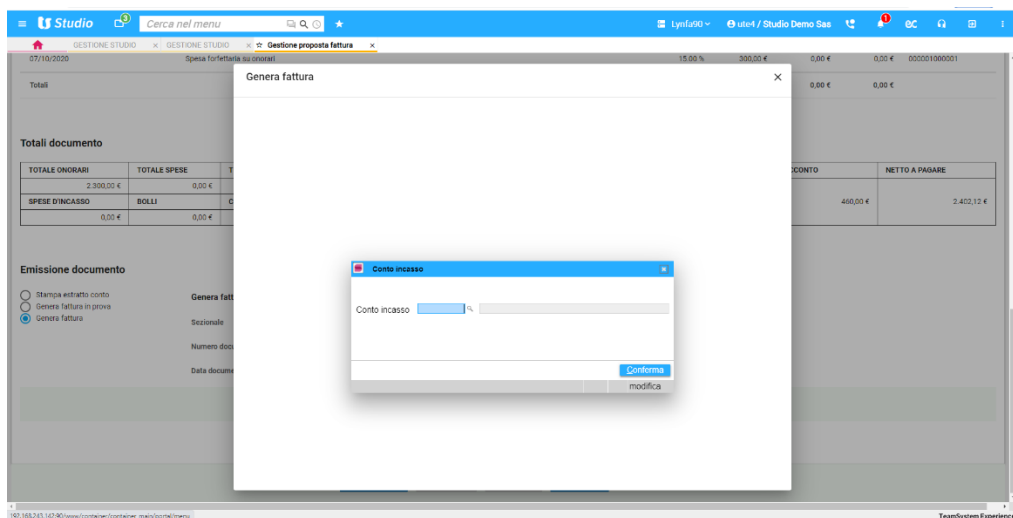 Studio 3 Cerca nel menu Lynfa90 ute4 / Studio Demo Sas 1
GESTIONE STUDIO × GESTIONE STUDIO × Gestione proposta fattura ×
07/10/2020 Spesa forfettaria su onorari 15.00 % 300,00 € 0,00 € 0,00 € 000001000001
Genera fattura ×
Totali 0,00 € 0,00 €
Totali documento
TOTALE ONORARI TOTALE SPESE NETTO A PAGARE
2.300,00 € 0,00 €
SPESE D'INCASSO BOLLI 460,00 € 2.402,12 €
0,00 € 0,00 €
Emissione documento
Conto incasso
Stampa estratto conto
Genera fattura in prova
Genera fattura
Sezionale
Conto incasso
Numero
Conferma
modifica
TeamSystem Experience